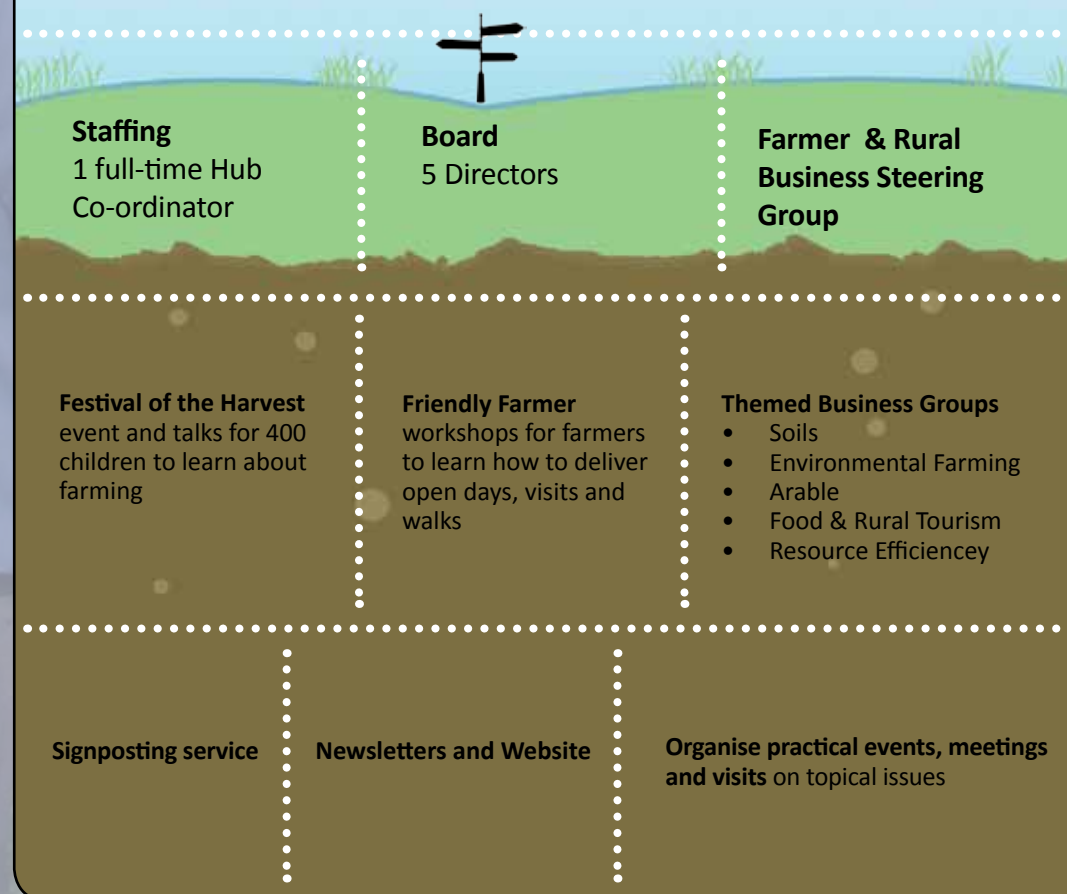 Staffing
1 full-time Hub
Co-ordinator
Board
5 Directors
Farmer & Rural
Business Steering
Group
Festival of the Harvest
event and talks for 400
children to learn about
farming
Friendly Farmer
workshops for farmers
to learn how to deliver
open days, visits and
walks
Themed Business Groups
• Soils
• Environmental Farming
• Arable
• Food & Rural Tourism
• Resource Efficiencey
Signposting service
Newsletters and Website
Organise practical events, meetings
and visits on topical issues